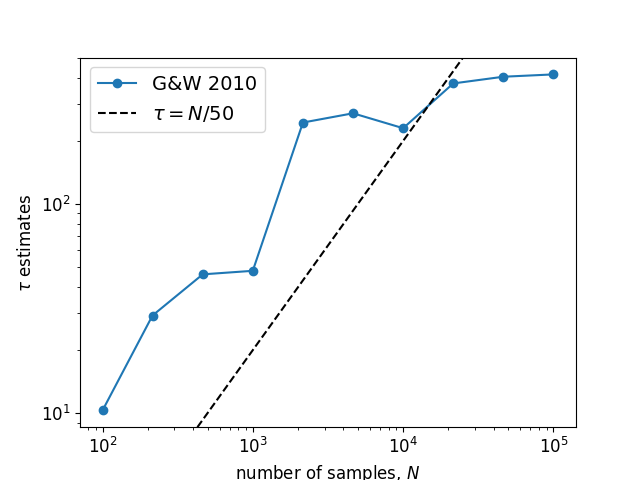 G&W 2010
τ = N/50
10²
10¹
τ estimates
10²
10³
10⁴
10⁵
number of samples, N